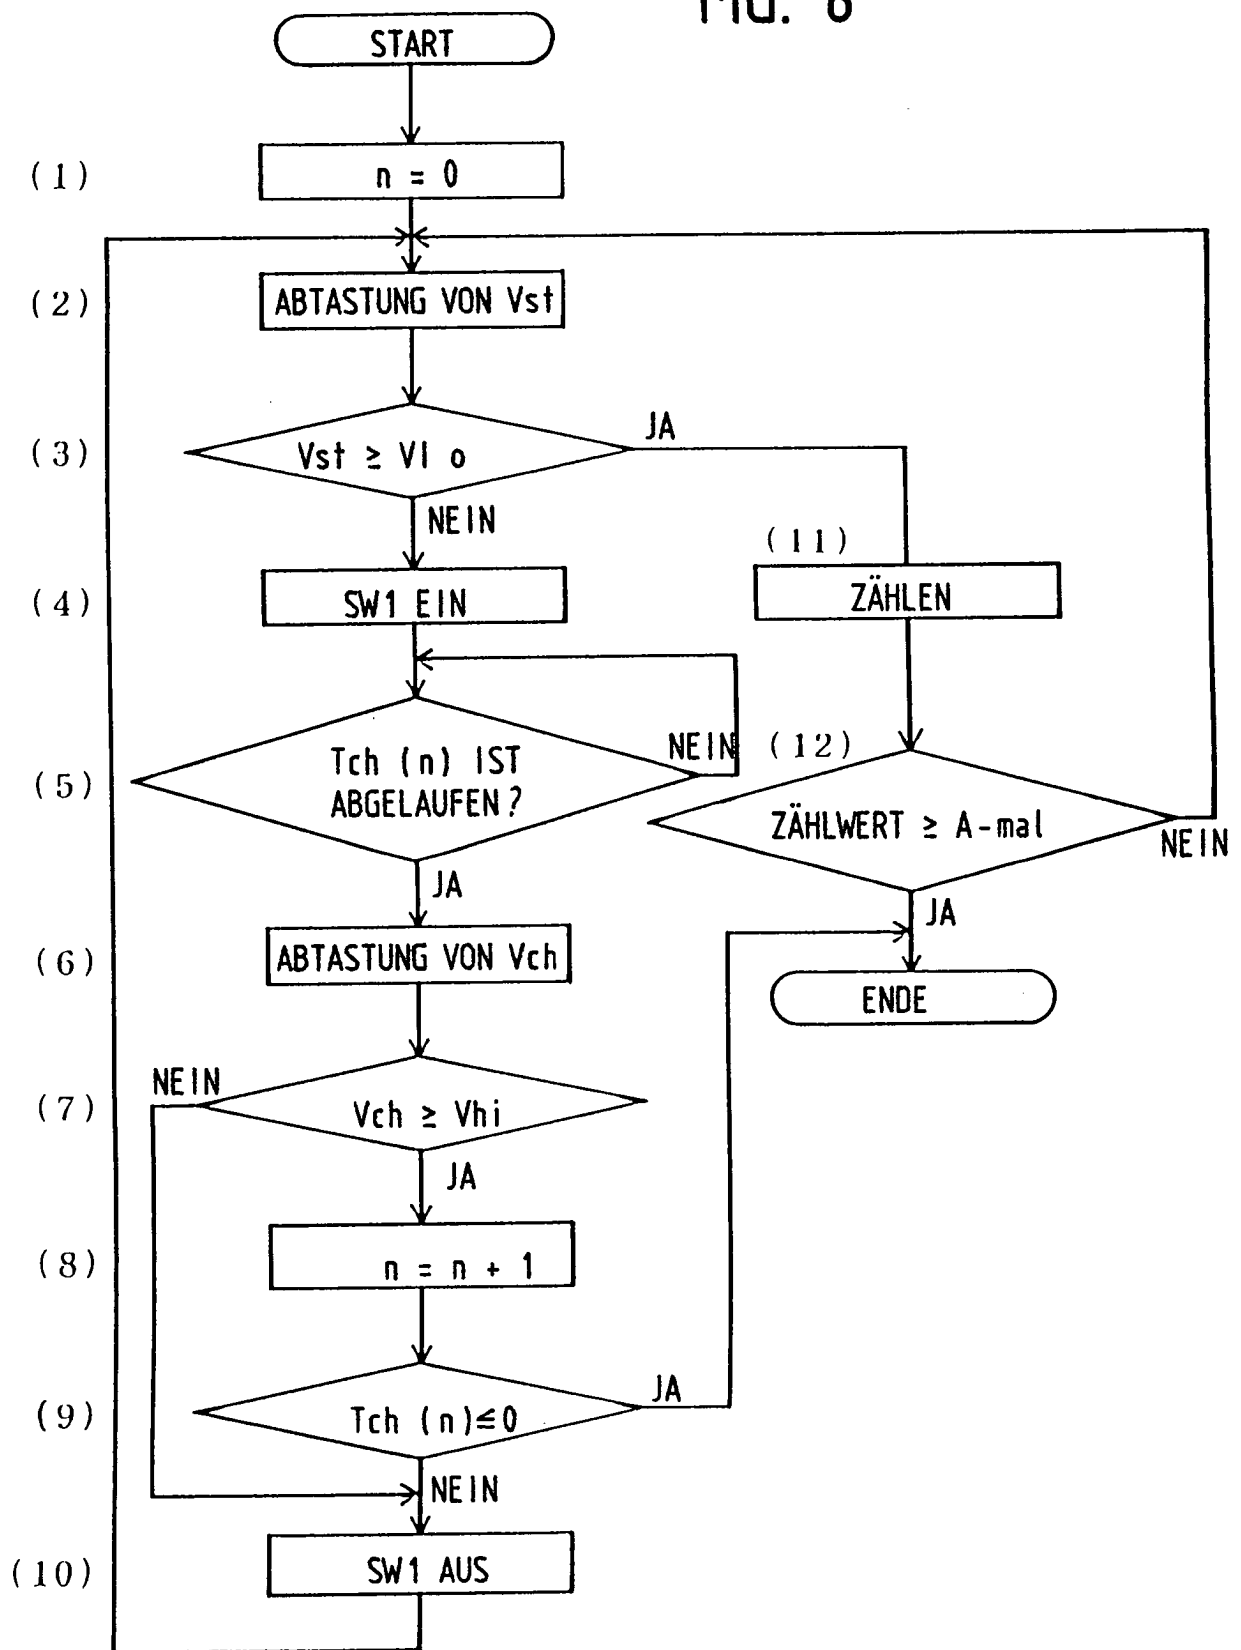 FIG. 6
START
(1)
n = 0
(2)
ABTASTUNG VON Vst
(3)
Vst ≥ Vl o
JA
NEIN
(4)
SW1 EIN
(11)
ZÄHLEN
(5)
Tch (n) IST
ABGELAUFEN?
NEIN
JA
(12)
ZÄHLWERT ≥ A-mal
NEIN
JA
(6)
ABTASTUNG VON Vch
ENDE
(7)
NEIN
Vch ≥ Vhi
JA
(8)
n = n + 1
(9)
Tch (n)≦0
JA
NEIN
(10)
SW1 AUS